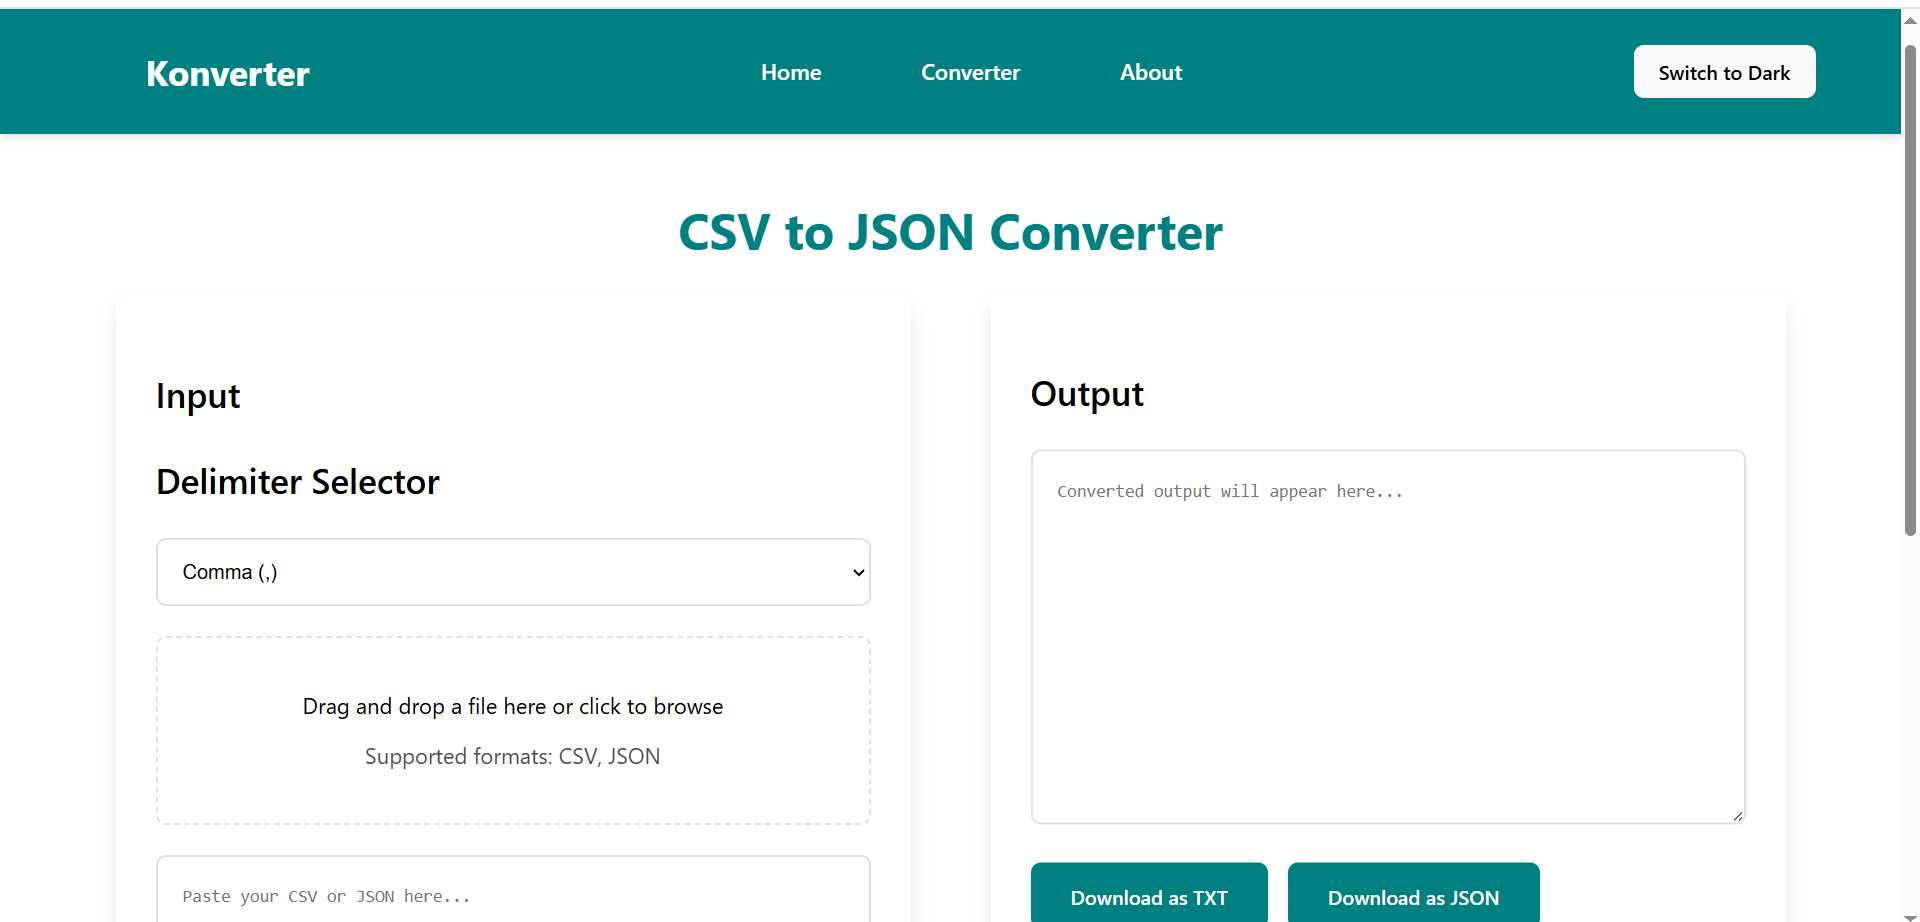 Konverter
Home
Converter
About
Switch to Dark
CSV to JSON Converter
Input
Delimiter Selector
Comma (,)
Drag and drop a file here or click to browse
Supported formats: CSV, JSON
Paste your CSV or JSON here...
Output
Converted output will appear here...
Download as TXT
Download as JSON